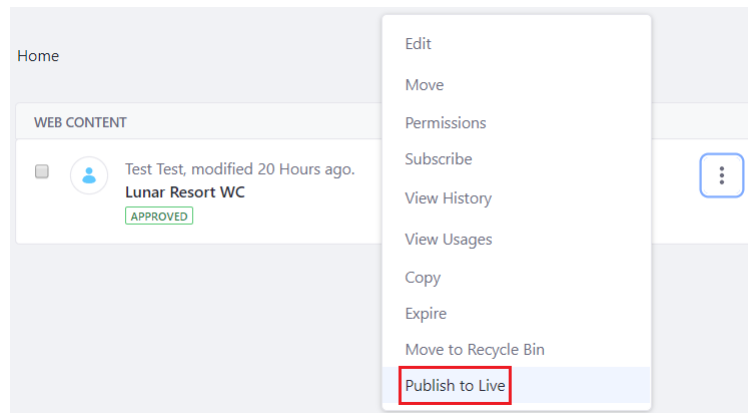 Home
WEB CONTENT
Test Test, modified 20 Hours ago.
Lunar Resort WC
APPROVED
Edit
Move
Permissions
Subscribe
View History
View Usages
Copy
Expire
Move to Recycle Bin
Publish to Live